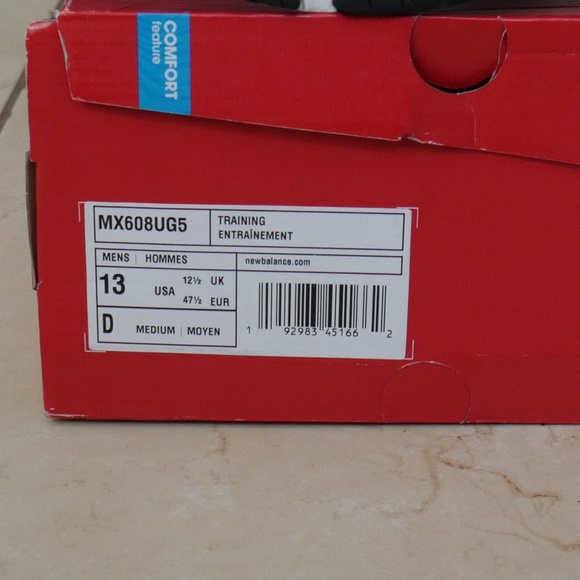 COMFORT
feature
MX608UG5
TRAINING
ENTRAÎNEMENT
MENS | HOMMES
newbalance.com
13 USA 12½ UK
47½ EUR
D MEDIUM | MOYEN
1 92983 45166 2